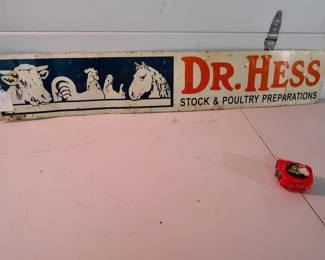 DR. HESS
STOCK & POULTRY PREPARATIONS